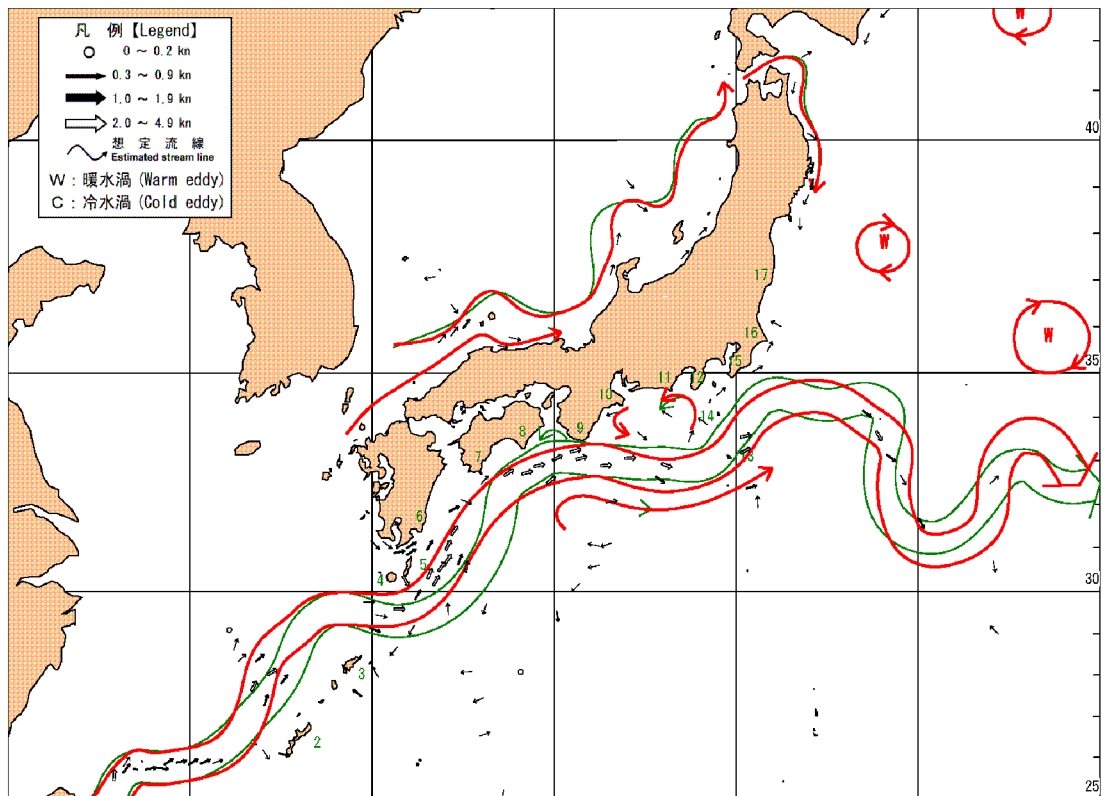 凡 例【Legend】
0 ～ 0.2 kn
0.3 ～ 0.9 kn
1.0 ～ 1.9 kn
2.0 ～ 4.9 kn
想 定 流 線
Estimated stream line
W : 暖水渦 (Warm eddy)
C : 冷水渦 (Cold eddy)
W
40
W
17
W
16
35
15
11
12
10
14
8
9
7
13
6
5
4
30
3
2
25